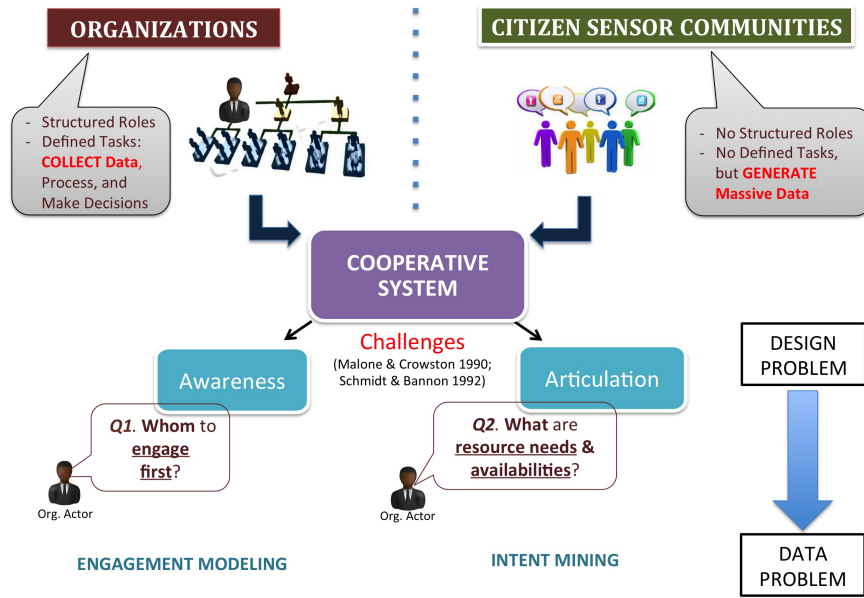 ORGANIZATIONS
CITIZEN SENSOR COMMUNITIES
- Structured Roles
- Defined Tasks:
COLLECT Data,
Process, and
Make Decisions
- No Structured Roles
- No Defined Tasks,
but GENERATE
Massive Data
COOPERATIVE
SYSTEM
Challenges
(Malone & Crowston 1990;
Schmidt & Bannon 1992)
Awareness
Articulation
Q1. Whom to
engage
first?
Org. Actor
Q2. What are
resource needs &
availabilities?
Org. Actor
ENGAGEMENT MODELING
INTENT MINING
DESIGN
PROBLEM
DATA
PROBLEM